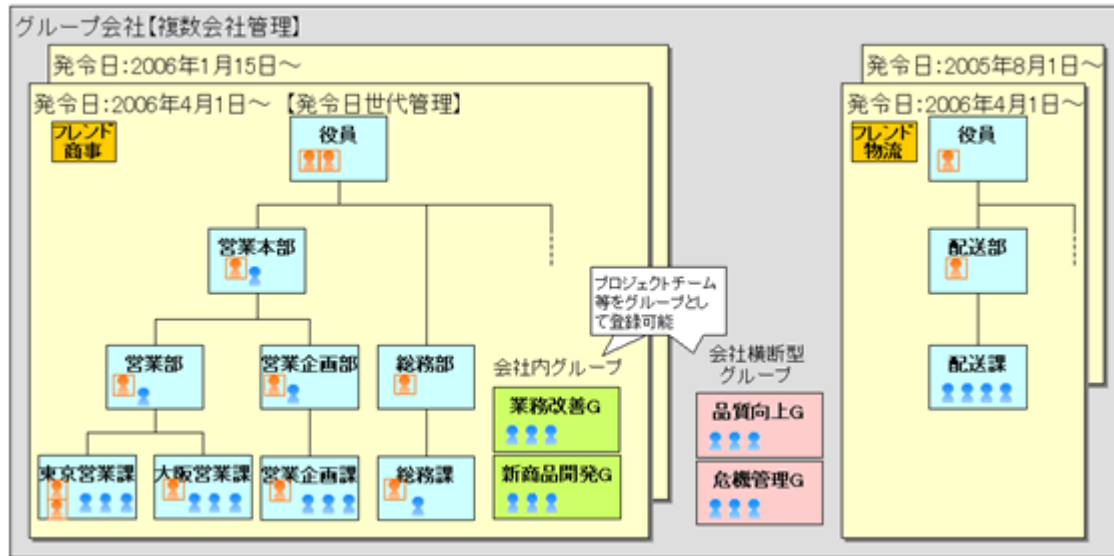 グループ会社【複数会社管理】
発令日:2006年1月15日～
発令日:2006年4月1日～ 【発令日世代管理】
フレンド
商事
役員
営業本部
営業部
営業企画部
総務部
東京営業課
大阪営業課
営業企画課
総務課
プロジェクトチーム
等をグループとし
て登録可能
会社内グループ
業務改善G
新商品開発G
会社横断型
グループ
品質向上G
危機管理G
発令日:2005年8月1日～
発令日:2006年4月1日～
フレンド
物流
役員
配送部
配送課